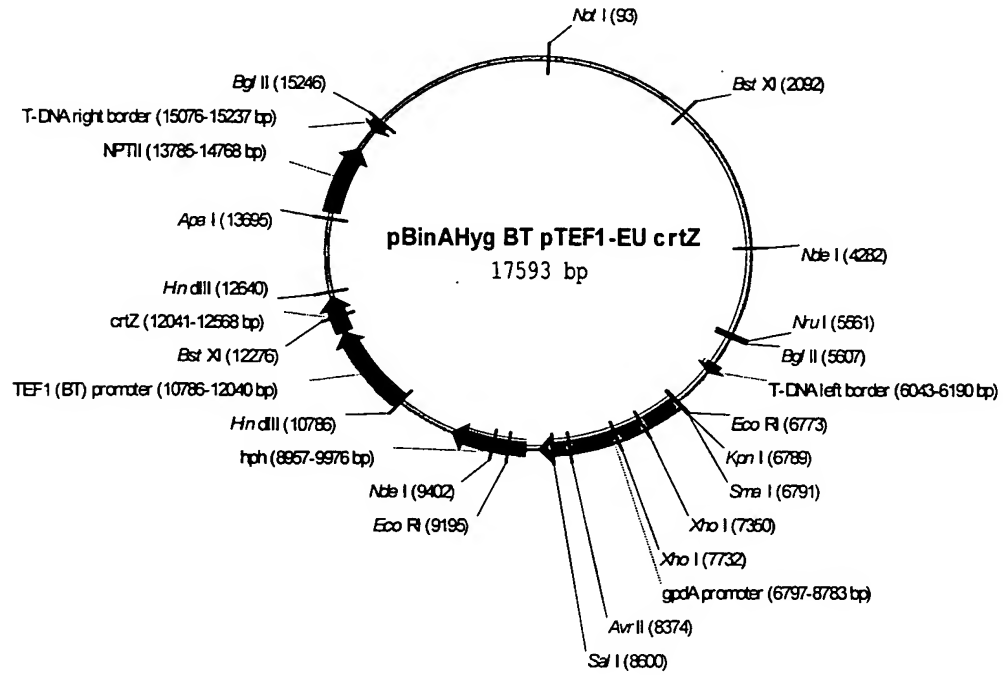 Not I (93)
Bst XI (2092)
Nde I (4282)
Nru I (5561)
Bgl II (5607)
T-DNA left border (6043-6190 bp)
Eco RI (6773)
Kpn I (6789)
Sma I (6791)
Xho I (7350)
Xho I (7732)
gpdA promoter (6797-8783 bp)
Avr II (8374)
Sal I (8600)
Eco RI (9195)
Nde I (9402)
hph (8957-9976 bp)
Hin dIII (10786)
TEF1 (BT) promoter (10786-12040 bp)
Bst XI (12276)
crtZ (12041-12568 bp)
Hin dIII (12640)
Apa I (13695)
NPTII (13785-14768 bp)
T-DNA right border (15076-15237 bp)
Bgl II (15246)
pBinAHyg BT pTEF1-EU crtZ
17593 bp